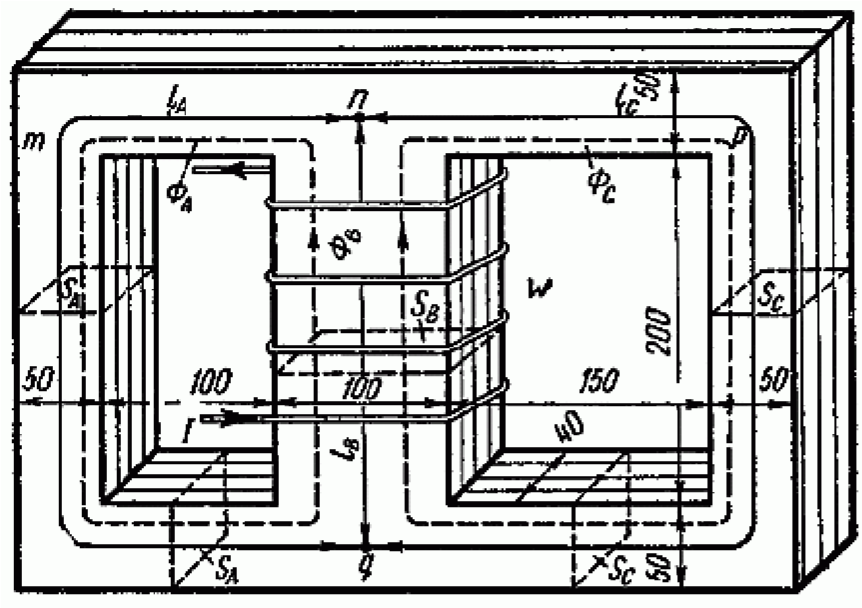 l_A n l_C 50
m p
Φ_A Φ_C
Φ_B
S_A S_B W S_C
200
50 100 100 150 50
I 40
l_B
S_A q S_C 50